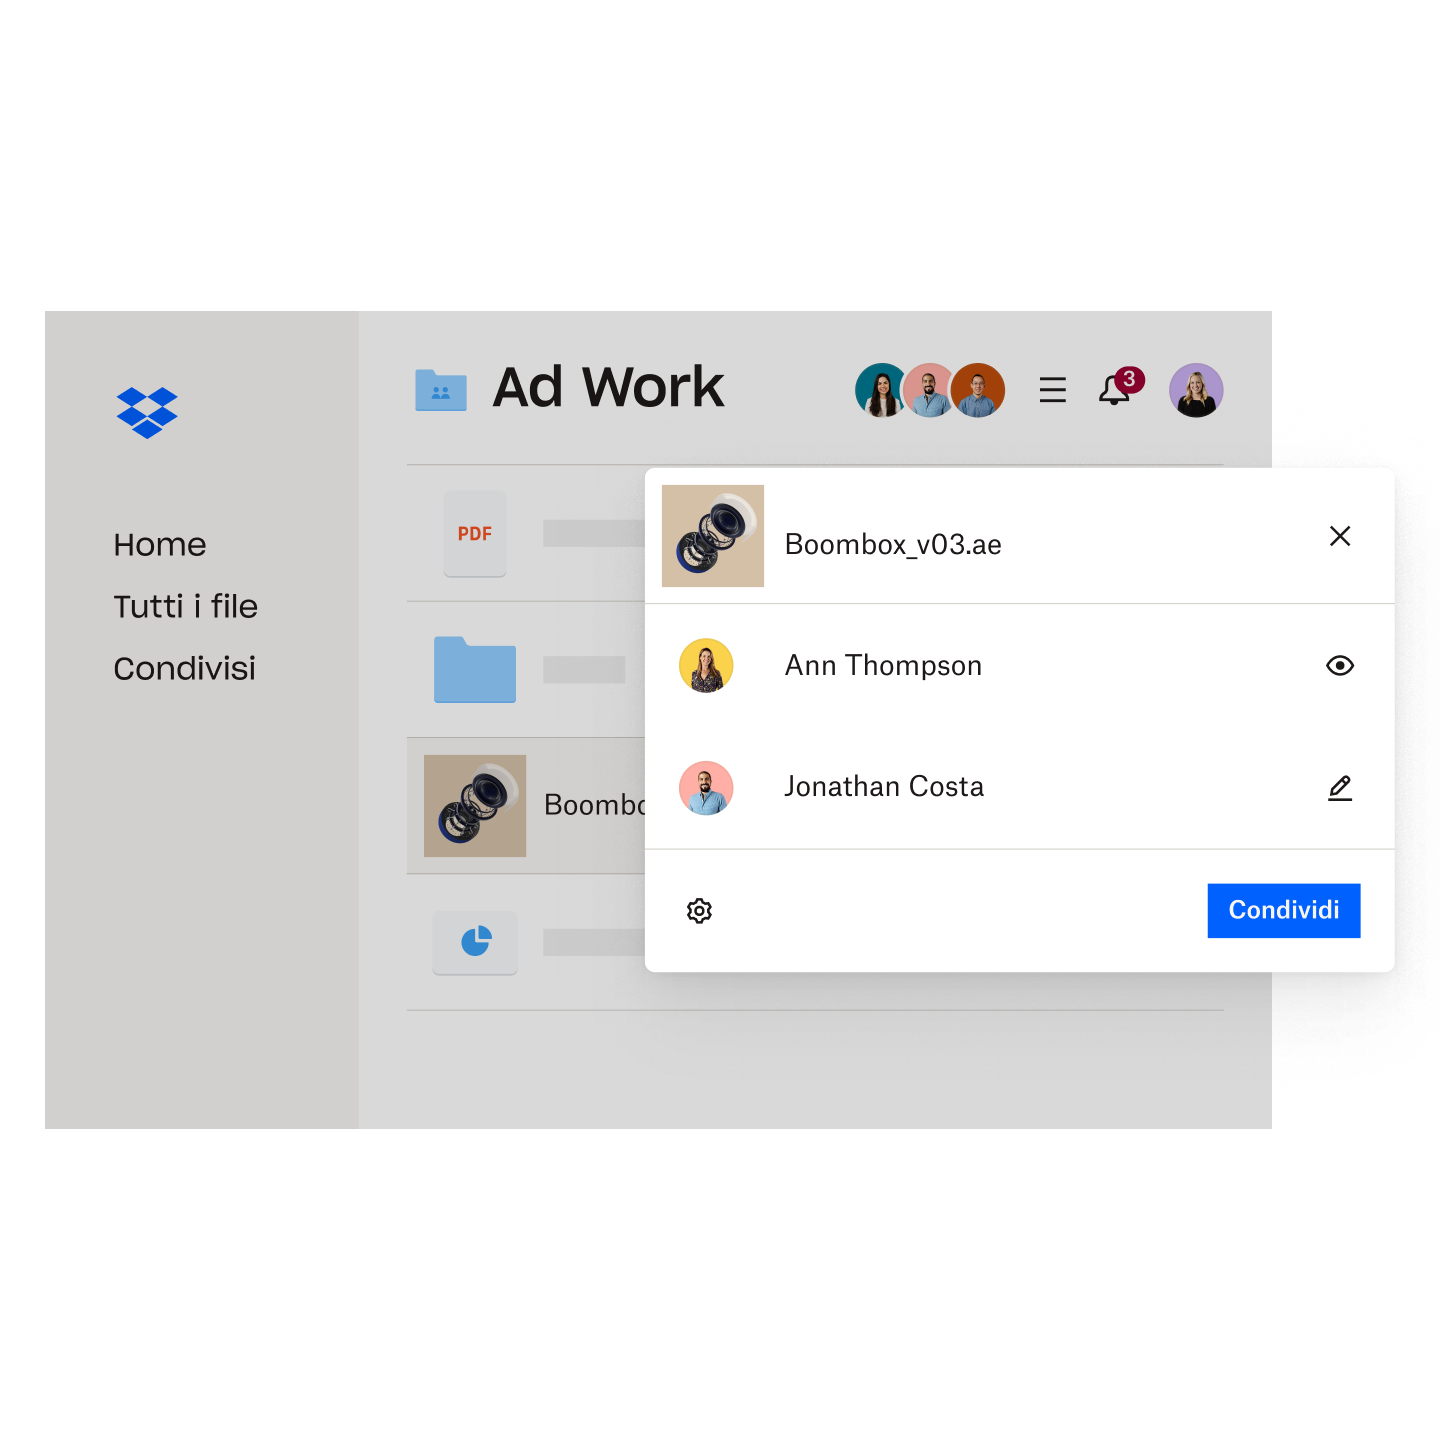 Ad Work
3
Home
Tutti i file
Condivisi
PDF
Boombox_v03.ae
Ann Thompson
Jonathan Costa
Boombo
Condividi